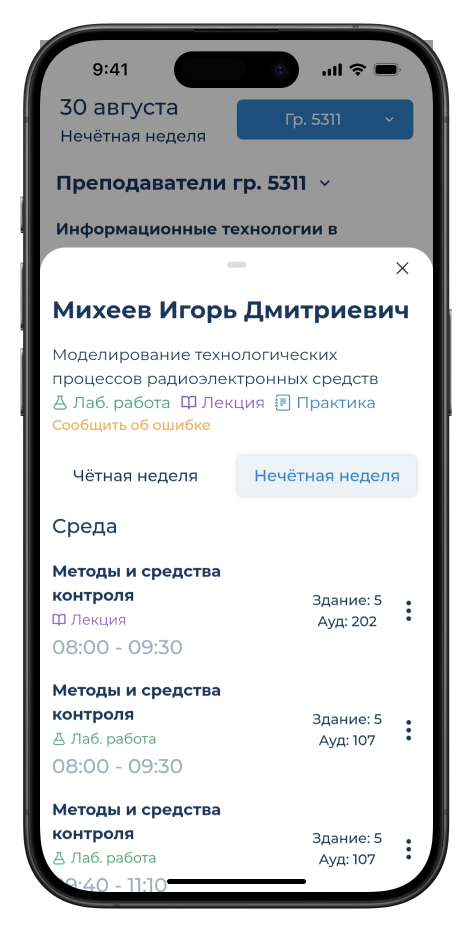 9:41
30 августа
Гр. 5311
Нечётная неделя
Преподаватели гр. 5311
Информационные технологии в
Михеев Игорь Дмитриевич
Моделирование технологических
процессов радиоэлектронных средств
Лаб. работа Лекция Практика
Сообщить об ошибке
Чётная неделя Нечётная неделя
Среда
Методы и средства
контроля
Лекция
08:00 - 09:30
Здание: 5
Ауд: 202
Методы и средства
контроля
Лаб. работа
08:00 - 09:30
Здание: 5
Ауд: 107
Методы и средства
контроля
Лаб. работа
09:40 - 11:10
Здание: 5
Ауд: 107